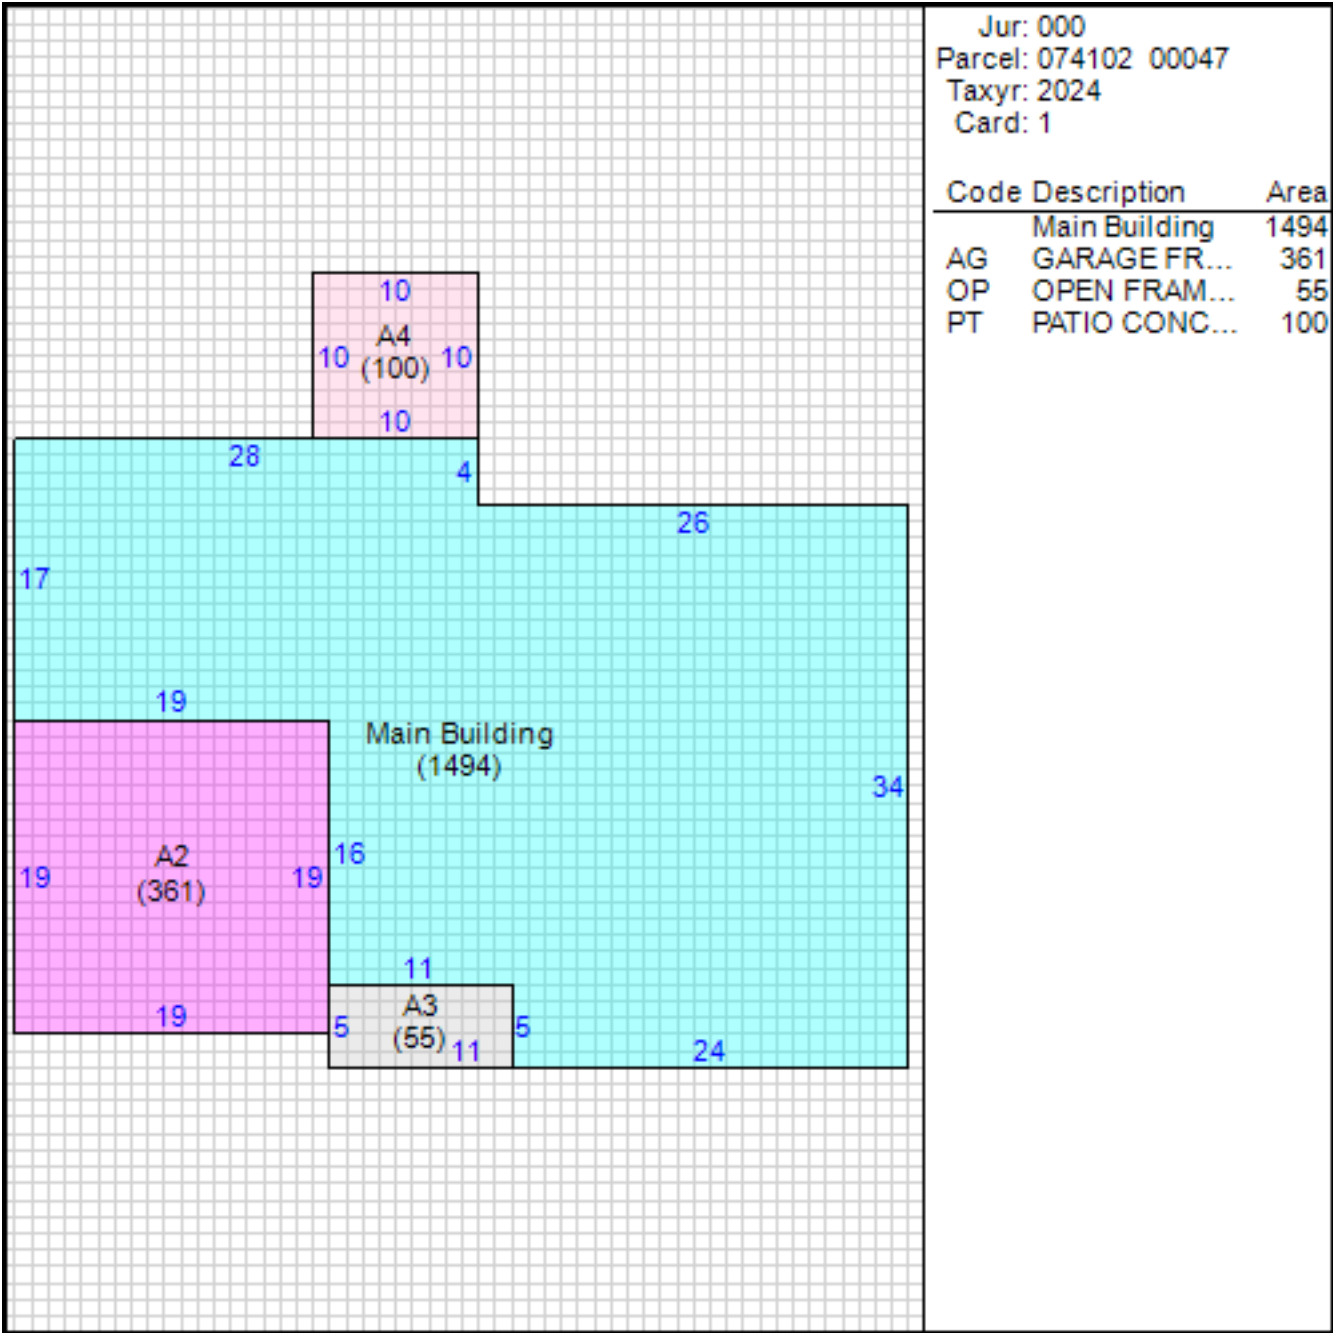 Jur: 000
Parcel: 074102 00047
Taxyr: 2024
Card: 1
Code Description Area
Main Building 1494
AG GARAGE FR... 361
OP OPEN FRAM... 55
PT PATIO CONC... 100
10
A4
10 10
(100)
10
28
4
26
17
19
Main Building
(1494)
34
A2
16
19 19
(361)
11
A3
19
5 5
(55)
11
24